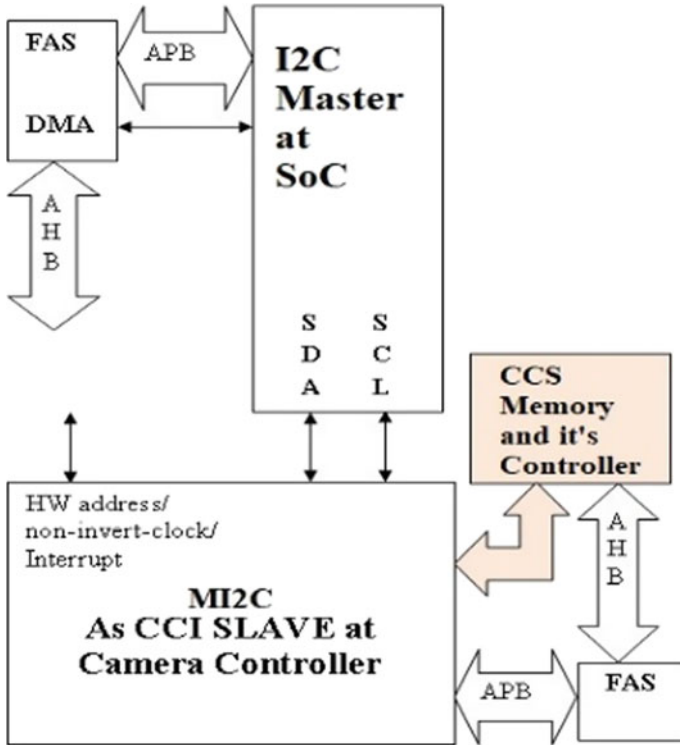 FAS
DMA
APB
A
H
B
I2C
Master
at
SoC
S
D
A
S
C
L
CCS
Memory
and it's
Controller
HW address/
non-invert-clock/
Interrupt
MI2C
As CCI SLAVE at
Camera Controller
A
H
B
APB
FAS